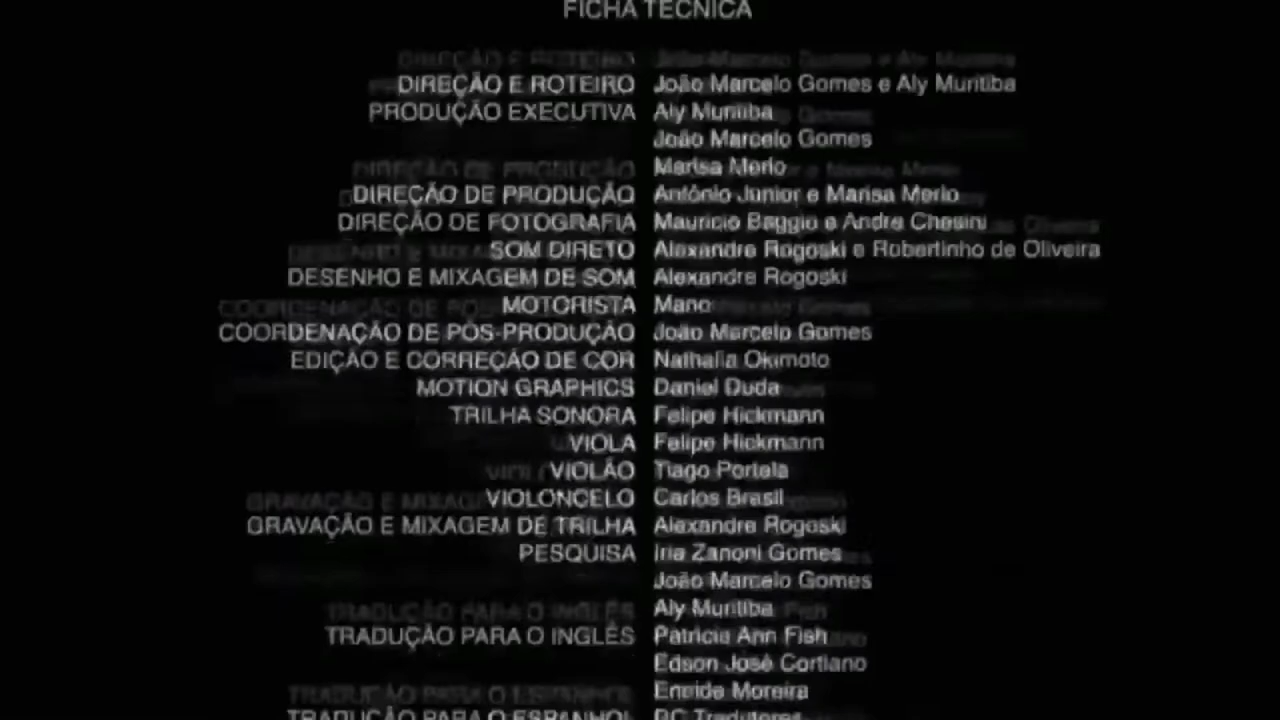 FICHA TÉCNICA
DIREÇÃO E ROTEIRO João Marcelo Gomes e Aly Muritiba
PRODUÇÃO EXECUTIVA Aly Muritiba
João Marcelo Gomes
Marisa Merlo
DIREÇÃO DE PRODUÇÃO Antônio Junior e Marisa Merlo
DIREÇÃO DE FOTOGRAFIA Mauricio Baggio e Andre Chesini
SOM DIRETO Alexandre Rogoski e Robertinho de Oliveira
DESENHO E MIXAGEM DE SOM Alexandre Rogoski
MOTORISTA Mano
COORDENAÇÃO DE PÓS-PRODUÇÃO João Marcelo Gomes
EDIÇÃO E CORREÇÃO DE COR Nathalia Okimoto
MOTION GRAPHICS Daniel Duda
TRILHA SONORA Felipe Hickmann
VIOLA Felipe Hickmann
VIOLÃO Tiago Portela
VIOLONCELO Carlos Brasil
GRAVAÇÃO E MIXAGEM DE TRILHA Alexandre Rogoski
PESQUISA Iria Zanoni Gomes
João Marcelo Gomes
Aly Muritiba
TRADUÇÃO PARA O INGLÊS Patricia Ann Fish
Edson José Cortiano
Eneida Moreira
TRADUÇÃO PARA O ESPANHOL Tradutores